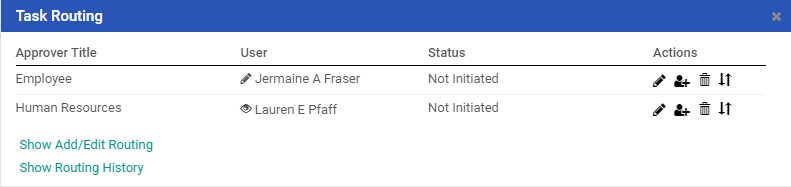 Task Routing
Approver Title User Status Actions
Employee Jermaine A Fraser Not Initiated
Human Resources Lauren E Pfaff Not Initiated
Show Add/Edit Routing
Show Routing History